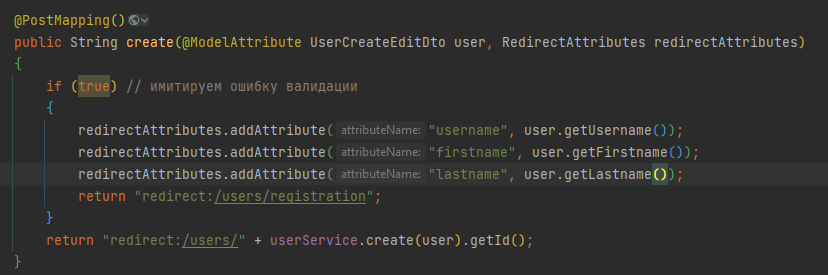 @PostMapping()
public String create(@ModelAttribute UserCreateEditDto user, RedirectAttributes redirectAttributes)
{
if (true) // имитируем ошибку валидации
{
redirectAttributes.addAttribute( attributeName: "username", user.getUsername());
redirectAttributes.addAttribute( attributeName: "firstname", user.getFirstname());
redirectAttributes.addAttribute( attributeName: "lastname", user.getLastname());
return "redirect:/users/registration";
}
return "redirect:/users/" + userService.create(user).getId();
}